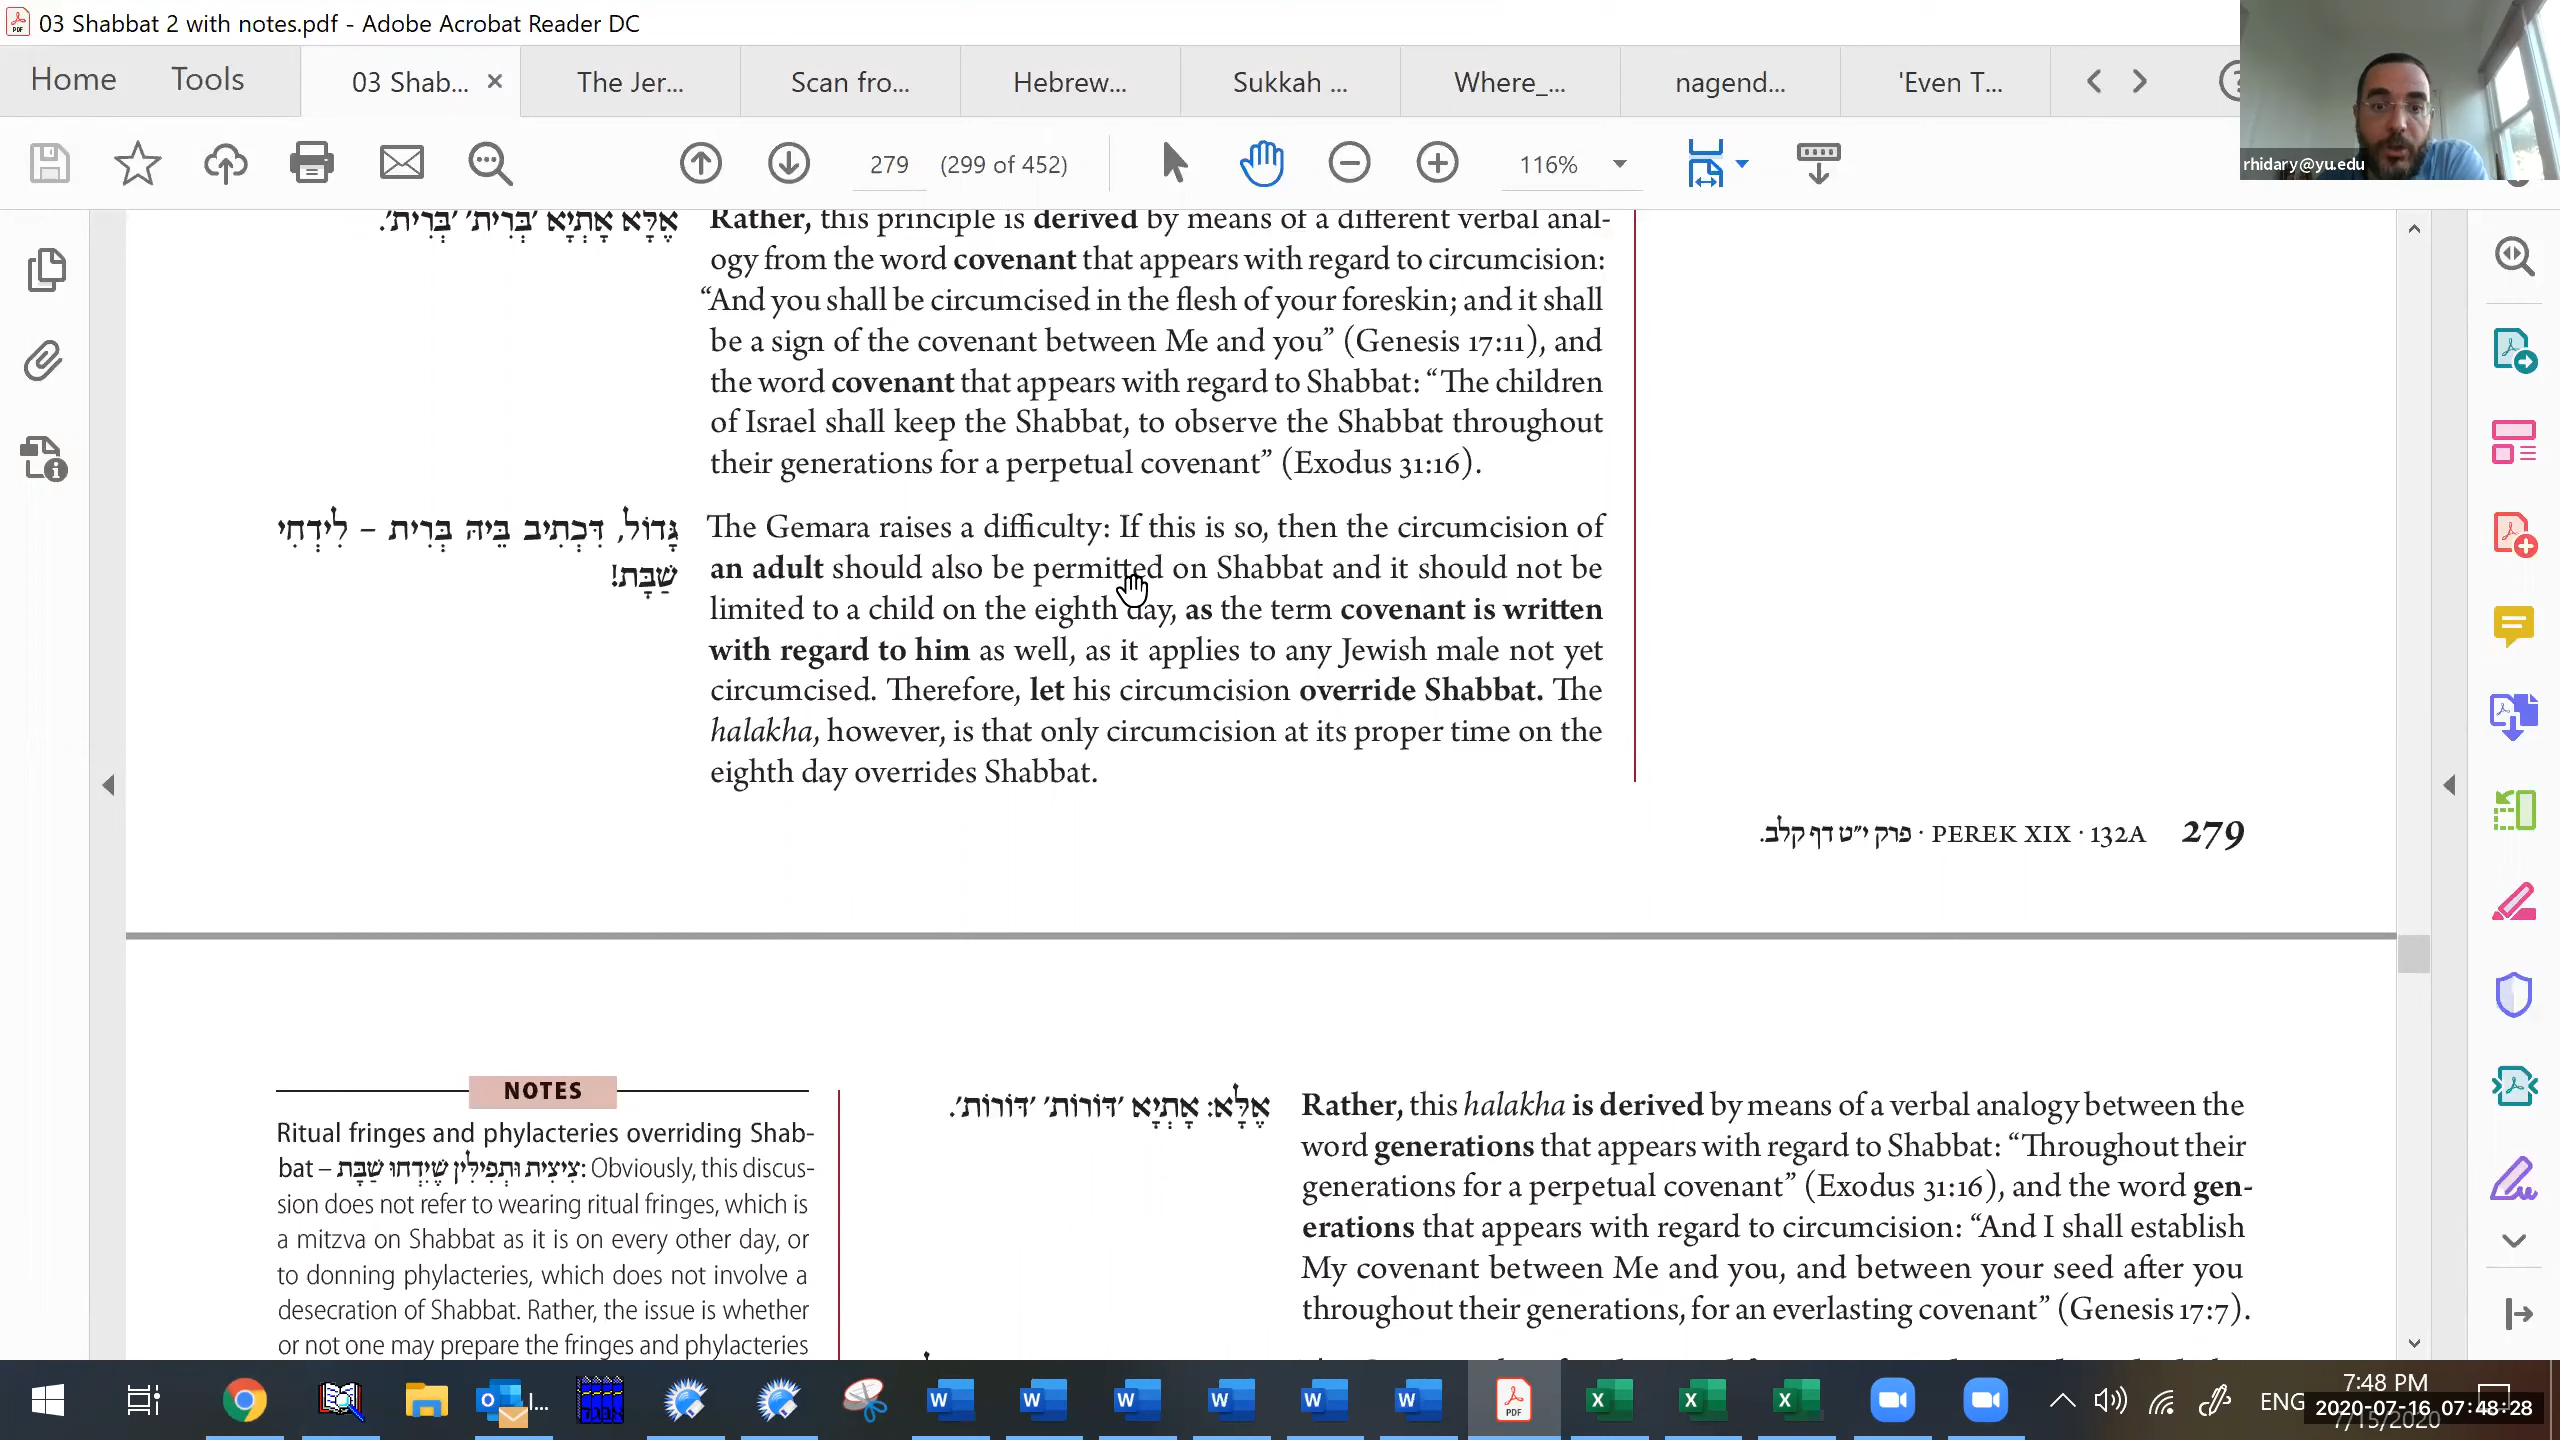 03 Shabbat 2 with notes.pdf - Adobe Acrobat Reader DC
Home
Tools
03 Shab...
The Jer...
Scan fro...
Hebrew...
Sukkah ...
Where_...
nagend...
'Even T...
279
(299 of 452)
116%
rhidary@yu.edu
אֶלָּא אָתְיָא ׳בְּרִית׳ ׳בְּרִית׳.
Rather, this principle is derived by means of a different verbal anal-
ogy from the word covenant that appears with regard to circumcision:
“And you shall be circumcised in the flesh of your foreskin; and it shall
be a sign of the covenant between Me and you” (Genesis 17:11), and
the word covenant that appears with regard to Shabbat: “The children
of Israel shall keep the Shabbat, to observe the Shabbat throughout
their generations for a perpetual covenant” (Exodus 31:16).
גָּדוֹל, דִּכְתִיב בֵּיהּ בְּרִית – לִידְחֵי
שַׁבָּת!
The Gemara raises a difficulty: If this is so, then the circumcision of
an adult should also be permitted on Shabbat and it should not be
limited to a child on the eighth day, as the term covenant is written
with regard to him as well, as it applies to any Jewish male not yet
circumcised. Therefore, let his circumcision override Shabbat. The
halakha, however, is that only circumcision at its proper time on the
eighth day overrides Shabbat.
פרק י״ט דף קלב. · PEREK XIX · 132A 279
NOTES
Ritual fringes and phylacteries overriding Shab-
bat – צִיצִית וּתְפִילִּין שֶׁיִּדְחוּ שַׁבָּת: Obviously, this discus-
sion does not refer to wearing ritual fringes, which is
a mitzva on Shabbat as it is on every other day, or
to donning phylacteries, which does not involve a
desecration of Shabbat. Rather, the issue is whether
or not one may prepare the fringes and phylacteries
אֶלָּא: אָתְיָא ׳דּוֹרוֹת׳ ׳דּוֹרוֹת׳.
Rather, this halakha is derived by means of a verbal analogy between the
word generations that appears with regard to Shabbat: “Throughout their
generations for a perpetual covenant” (Exodus 31:16), and the word gen-
erations that appears with regard to circumcision: “And I shall establish
My covenant between Me and you, and between your seed after you
throughout their generations, for an everlasting covenant” (Genesis 17:7).
ENG
7:48 PM
2020-07-16 07:48:28
7/15/2020